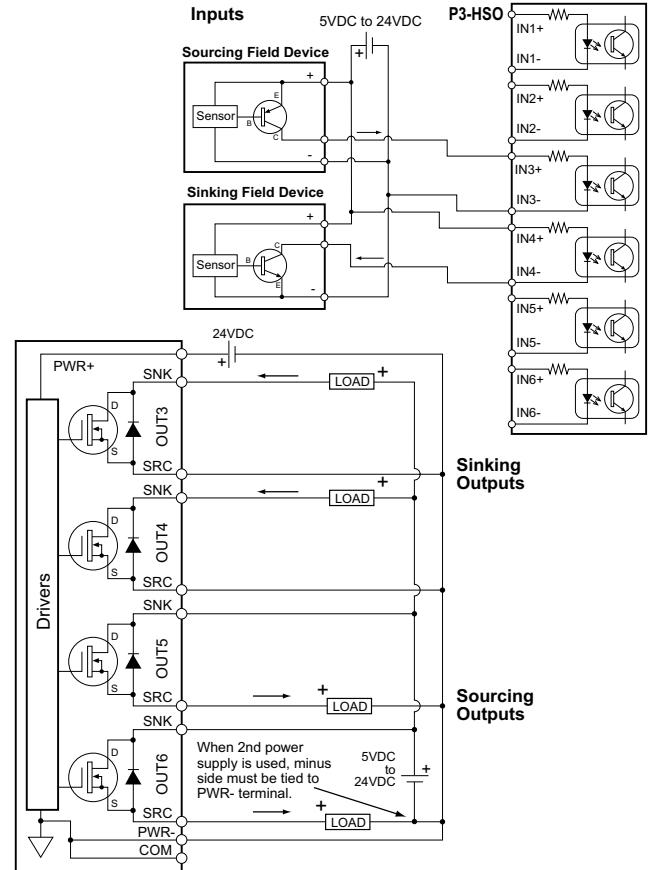 Inputs
5VDC to 24VDC
+
P3-HSO
IN1+
IN1-
IN2+
IN2-
IN3+
IN3-
IN4+
IN4-
IN5+
IN5-
IN6+
IN6-
Sourcing Field Device
+
Sensor
B
E
C
-
Sinking Field Device
+
Sensor
B
C
E
-
24VDC
+
PWR+
Drivers
SNK
D
S
OUT3
SRC
LOAD
+
SNK
D
S
OUT4
SRC
LOAD
+
Sinking
Outputs
SNK
D
S
OUT5
SRC
+
LOAD
Sourcing
Outputs
SNK
D
S
OUT6
SRC
+
LOAD
When 2nd power
supply is used, minus
side must be tied to
PWR- terminal.
5VDC
to
24VDC
+
PWR-
COM